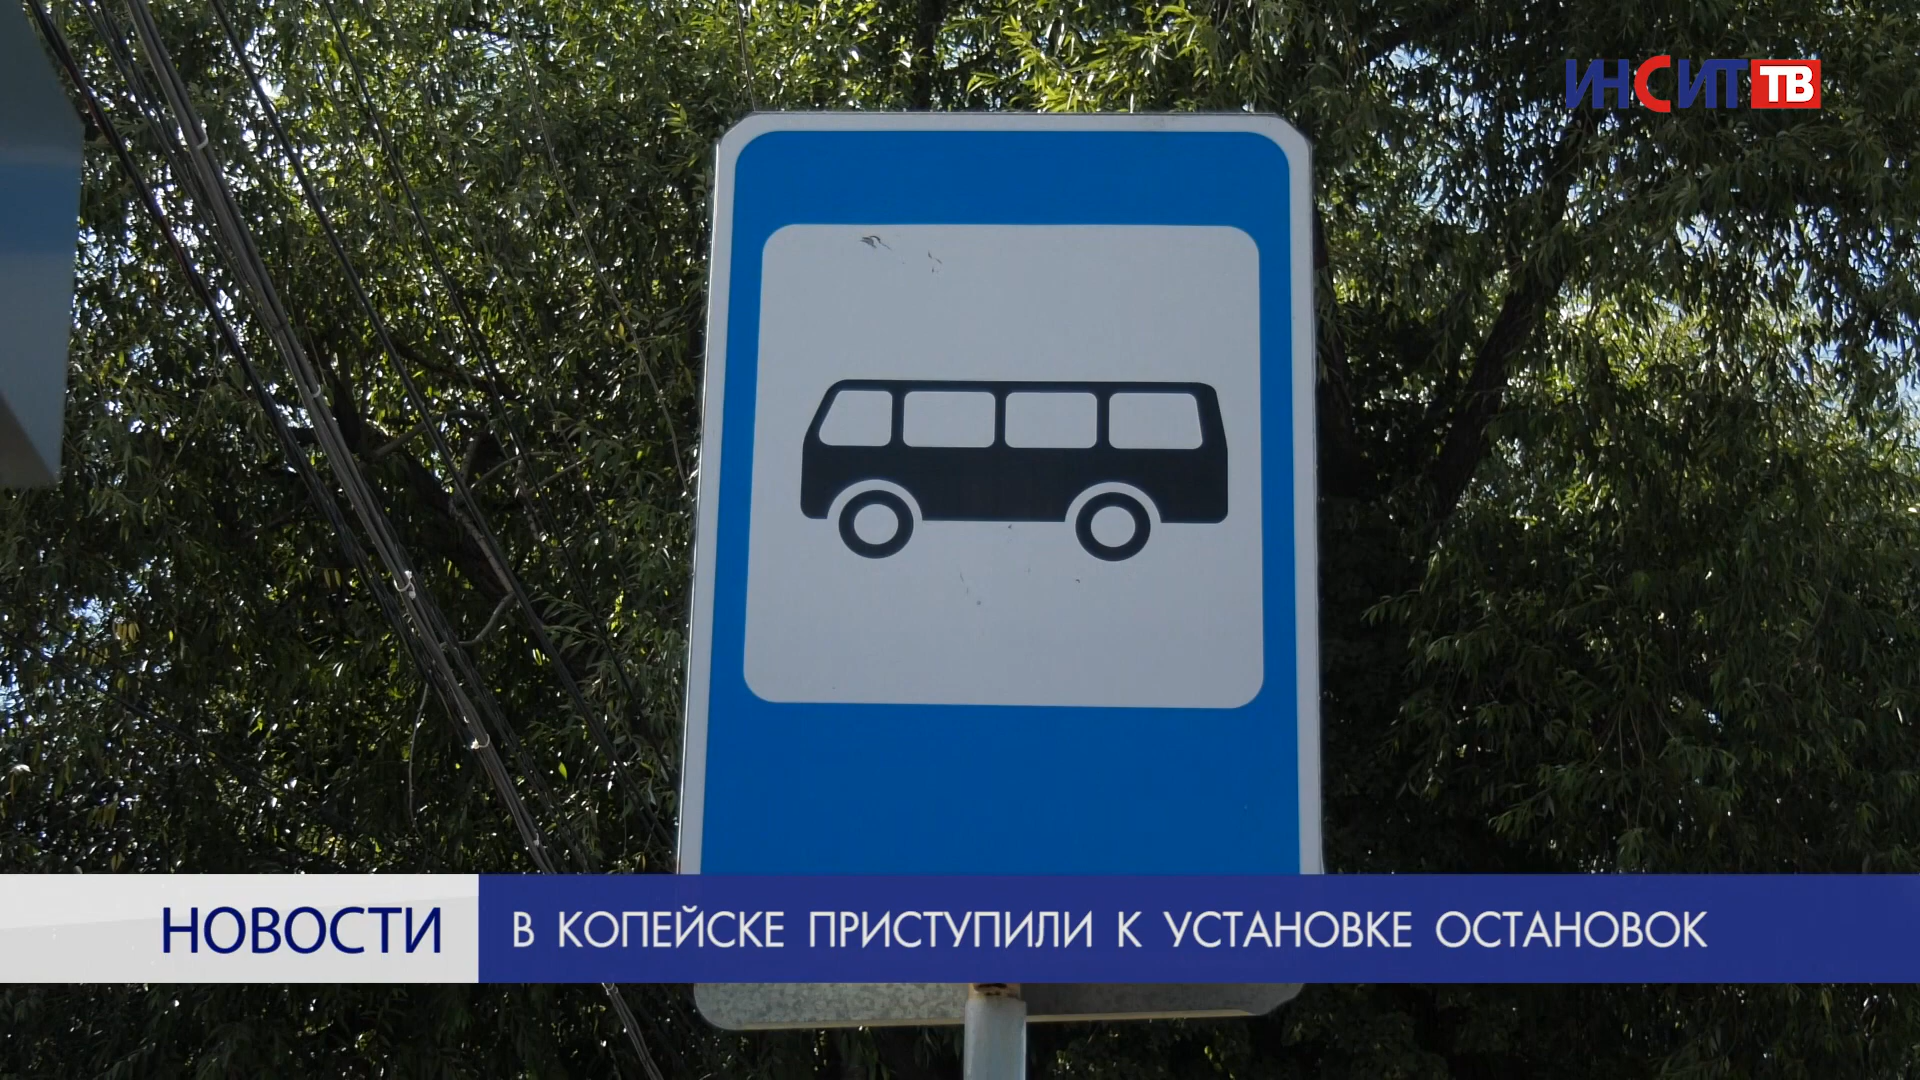 ИНСИТ ТВ
НОВОСТИ
В КОПЕЙСКЕ ПРИСТУПИЛИ К УСТАНОВКЕ ОСТАНОВОК